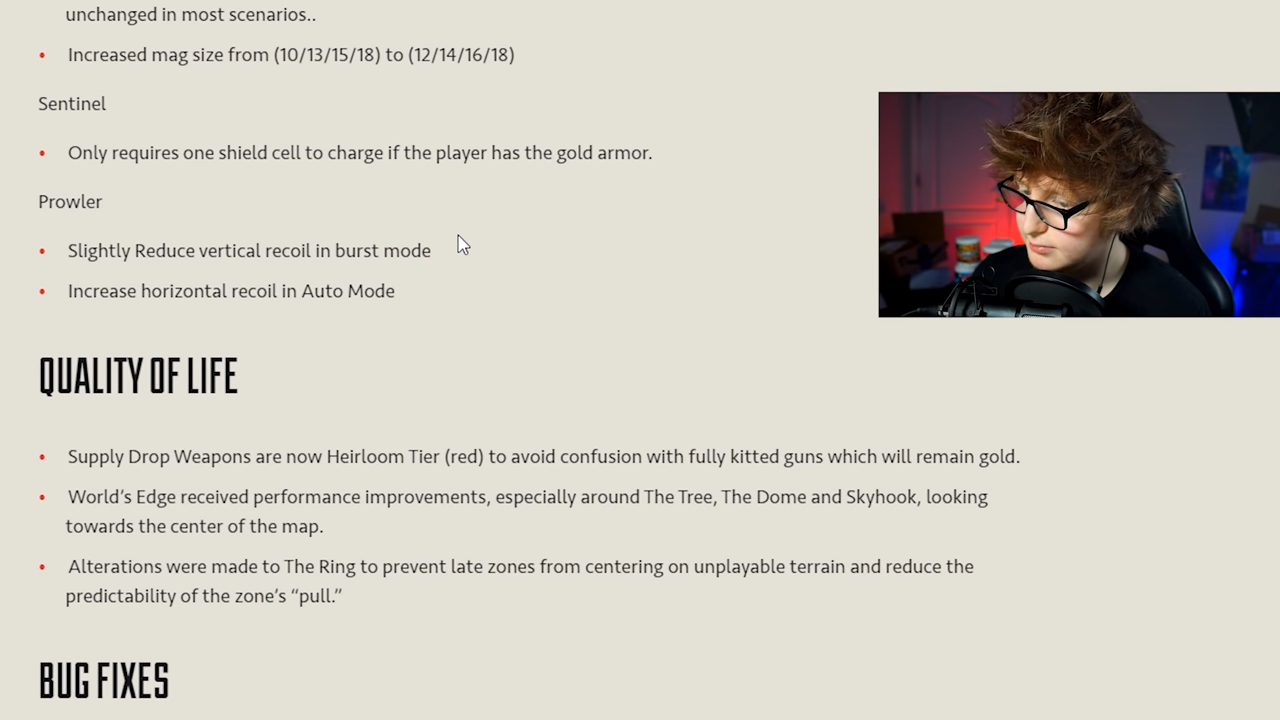 unchanged in most scenarios..
• Increased mag size from (10/13/15/18) to (12/14/16/18)
Sentinel
• Only requires one shield cell to charge if the player has the gold armor.
Prowler
• Slightly Reduce vertical recoil in burst mode
• Increase horizontal recoil in Auto Mode
QUALITY OF LIFE
• Supply Drop Weapons are now Heirloom Tier (red) to avoid confusion with fully kitted guns which will remain gold.
• World’s Edge received performance improvements, especially around The Tree, The Dome and Skyhook, looking
towards the center of the map.
• Alterations were made to The Ring to prevent late zones from centering on unplayable terrain and reduce the
predictability of the zone’s “pull.”
BUG FIXES